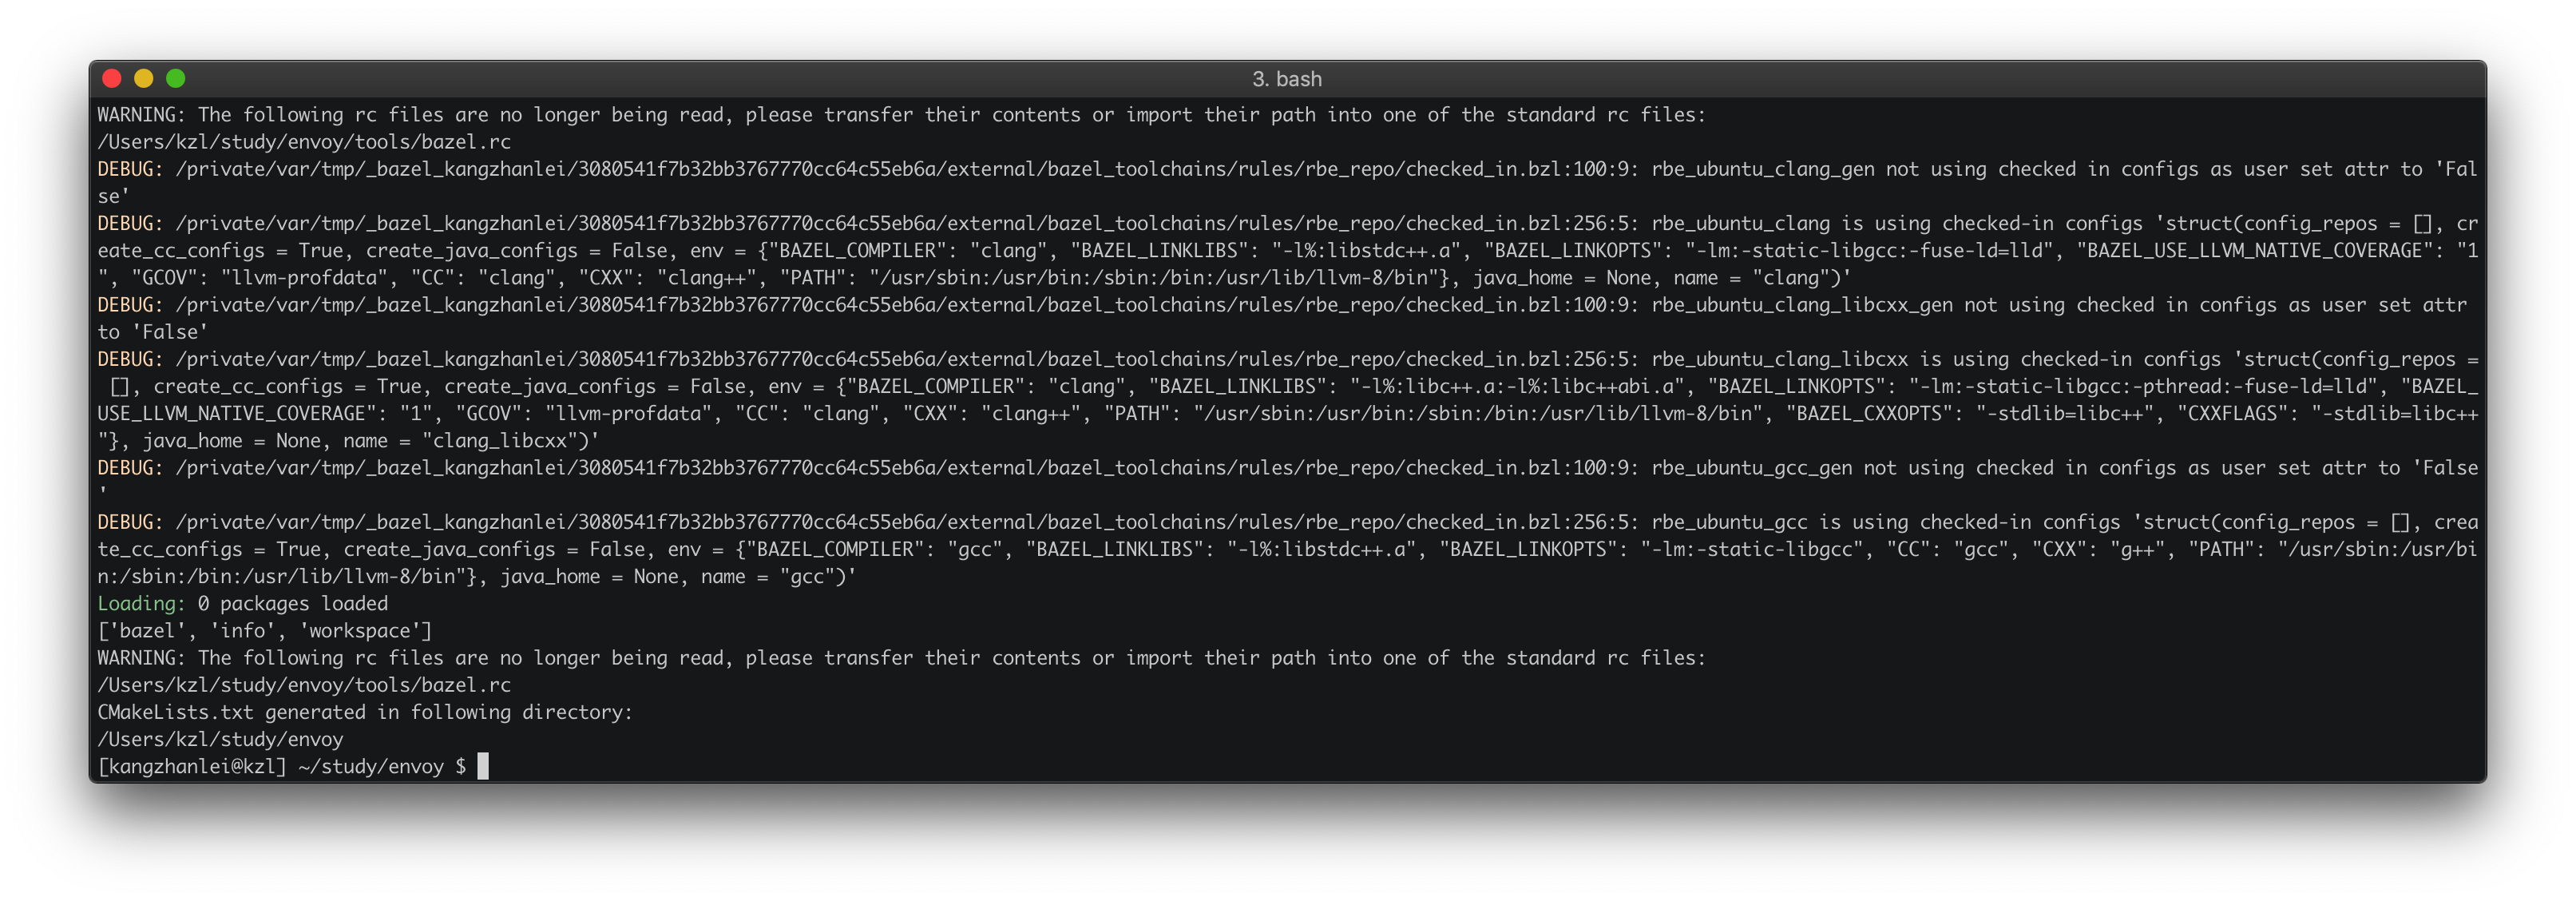 3. bash
WARNING: The following rc files are no longer being read, please transfer their contents or import their path into one of the standard rc files:
/Users/kzl/study/envoy/tools/bazel.rc
DEBUG: /private/var/tmp/_bazel_kangzhanlei/3080541f7b32bb3767770cc64c55eb6a/external/bazel_toolchains/rules/rbe_repo/checked_in.bzl:100:9: rbe_ubuntu_clang_gen not using checked in configs as user set attr to 'Fal
se'
DEBUG: /private/var/tmp/_bazel_kangzhanlei/3080541f7b32bb3767770cc64c55eb6a/external/bazel_toolchains/rules/rbe_repo/checked_in.bzl:256:5: rbe_ubuntu_clang is using checked-in configs 'struct(config_repos = [], cr
eate_cc_configs = True, create_java_configs = False, env = {"BAZEL_COMPILER": "clang", "BAZEL_LINKLIBS": "-l%:libstdc++.a", "BAZEL_LINKOPTS": "-lm:-static-libgcc:-fuse-ld=lld", "BAZEL_USE_LLVM_NATIVE_COVERAGE": "1
", "GCOV": "llvm-profdata", "CC": "clang", "CXX": "clang++", "PATH": "/usr/sbin:/usr/bin:/sbin:/bin:/usr/lib/llvm-8/bin"}, java_home = None, name = "clang")'
DEBUG: /private/var/tmp/_bazel_kangzhanlei/3080541f7b32bb3767770cc64c55eb6a/external/bazel_toolchains/rules/rbe_repo/checked_in.bzl:100:9: rbe_ubuntu_clang_libcxx_gen not using checked in configs as user set attr
to 'False'
DEBUG: /private/var/tmp/_bazel_kangzhanlei/3080541f7b32bb3767770cc64c55eb6a/external/bazel_toolchains/rules/rbe_repo/checked_in.bzl:256:5: rbe_ubuntu_clang_libcxx is using checked-in configs 'struct(config_repos =
 [], create_cc_configs = True, create_java_configs = False, env = {"BAZEL_COMPILER": "clang", "BAZEL_LINKLIBS": "-l%:libc++.a:-l%:libc++abi.a", "BAZEL_LINKOPTS": "-lm:-static-libgcc:-pthread:-fuse-ld=lld", "BAZEL_
USE_LLVM_NATIVE_COVERAGE": "1", "GCOV": "llvm-profdata", "CC": "clang", "CXX": "clang++", "PATH": "/usr/sbin:/usr/bin:/sbin:/bin:/usr/lib/llvm-8/bin", "BAZEL_CXXOPTS": "-stdlib=libc++", "CXXFLAGS": "-stdlib=libc++
"}, java_home = None, name = "clang_libcxx")'
DEBUG: /private/var/tmp/_bazel_kangzhanlei/3080541f7b32bb3767770cc64c55eb6a/external/bazel_toolchains/rules/rbe_repo/checked_in.bzl:100:9: rbe_ubuntu_gcc_gen not using checked in configs as user set attr to 'False
'
DEBUG: /private/var/tmp/_bazel_kangzhanlei/3080541f7b32bb3767770cc64c55eb6a/external/bazel_toolchains/rules/rbe_repo/checked_in.bzl:256:5: rbe_ubuntu_gcc is using checked-in configs 'struct(config_repos = [], crea
te_cc_configs = True, create_java_configs = False, env = {"BAZEL_COMPILER": "gcc", "BAZEL_LINKLIBS": "-l%:libstdc++.a", "BAZEL_LINKOPTS": "-lm:-static-libgcc", "CC": "gcc", "CXX": "g++", "PATH": "/usr/sbin:/usr/bi
n:/sbin:/bin:/usr/lib/llvm-8/bin"}, java_home = None, name = "gcc")'
Loading: 0 packages loaded
['bazel', 'info', 'workspace']
WARNING: The following rc files are no longer being read, please transfer their contents or import their path into one of the standard rc files:
/Users/kzl/study/envoy/tools/bazel.rc
CMakeLists.txt generated in following directory:
/Users/kzl/study/envoy
[kangzhanlei@kzl] ~/study/envoy $